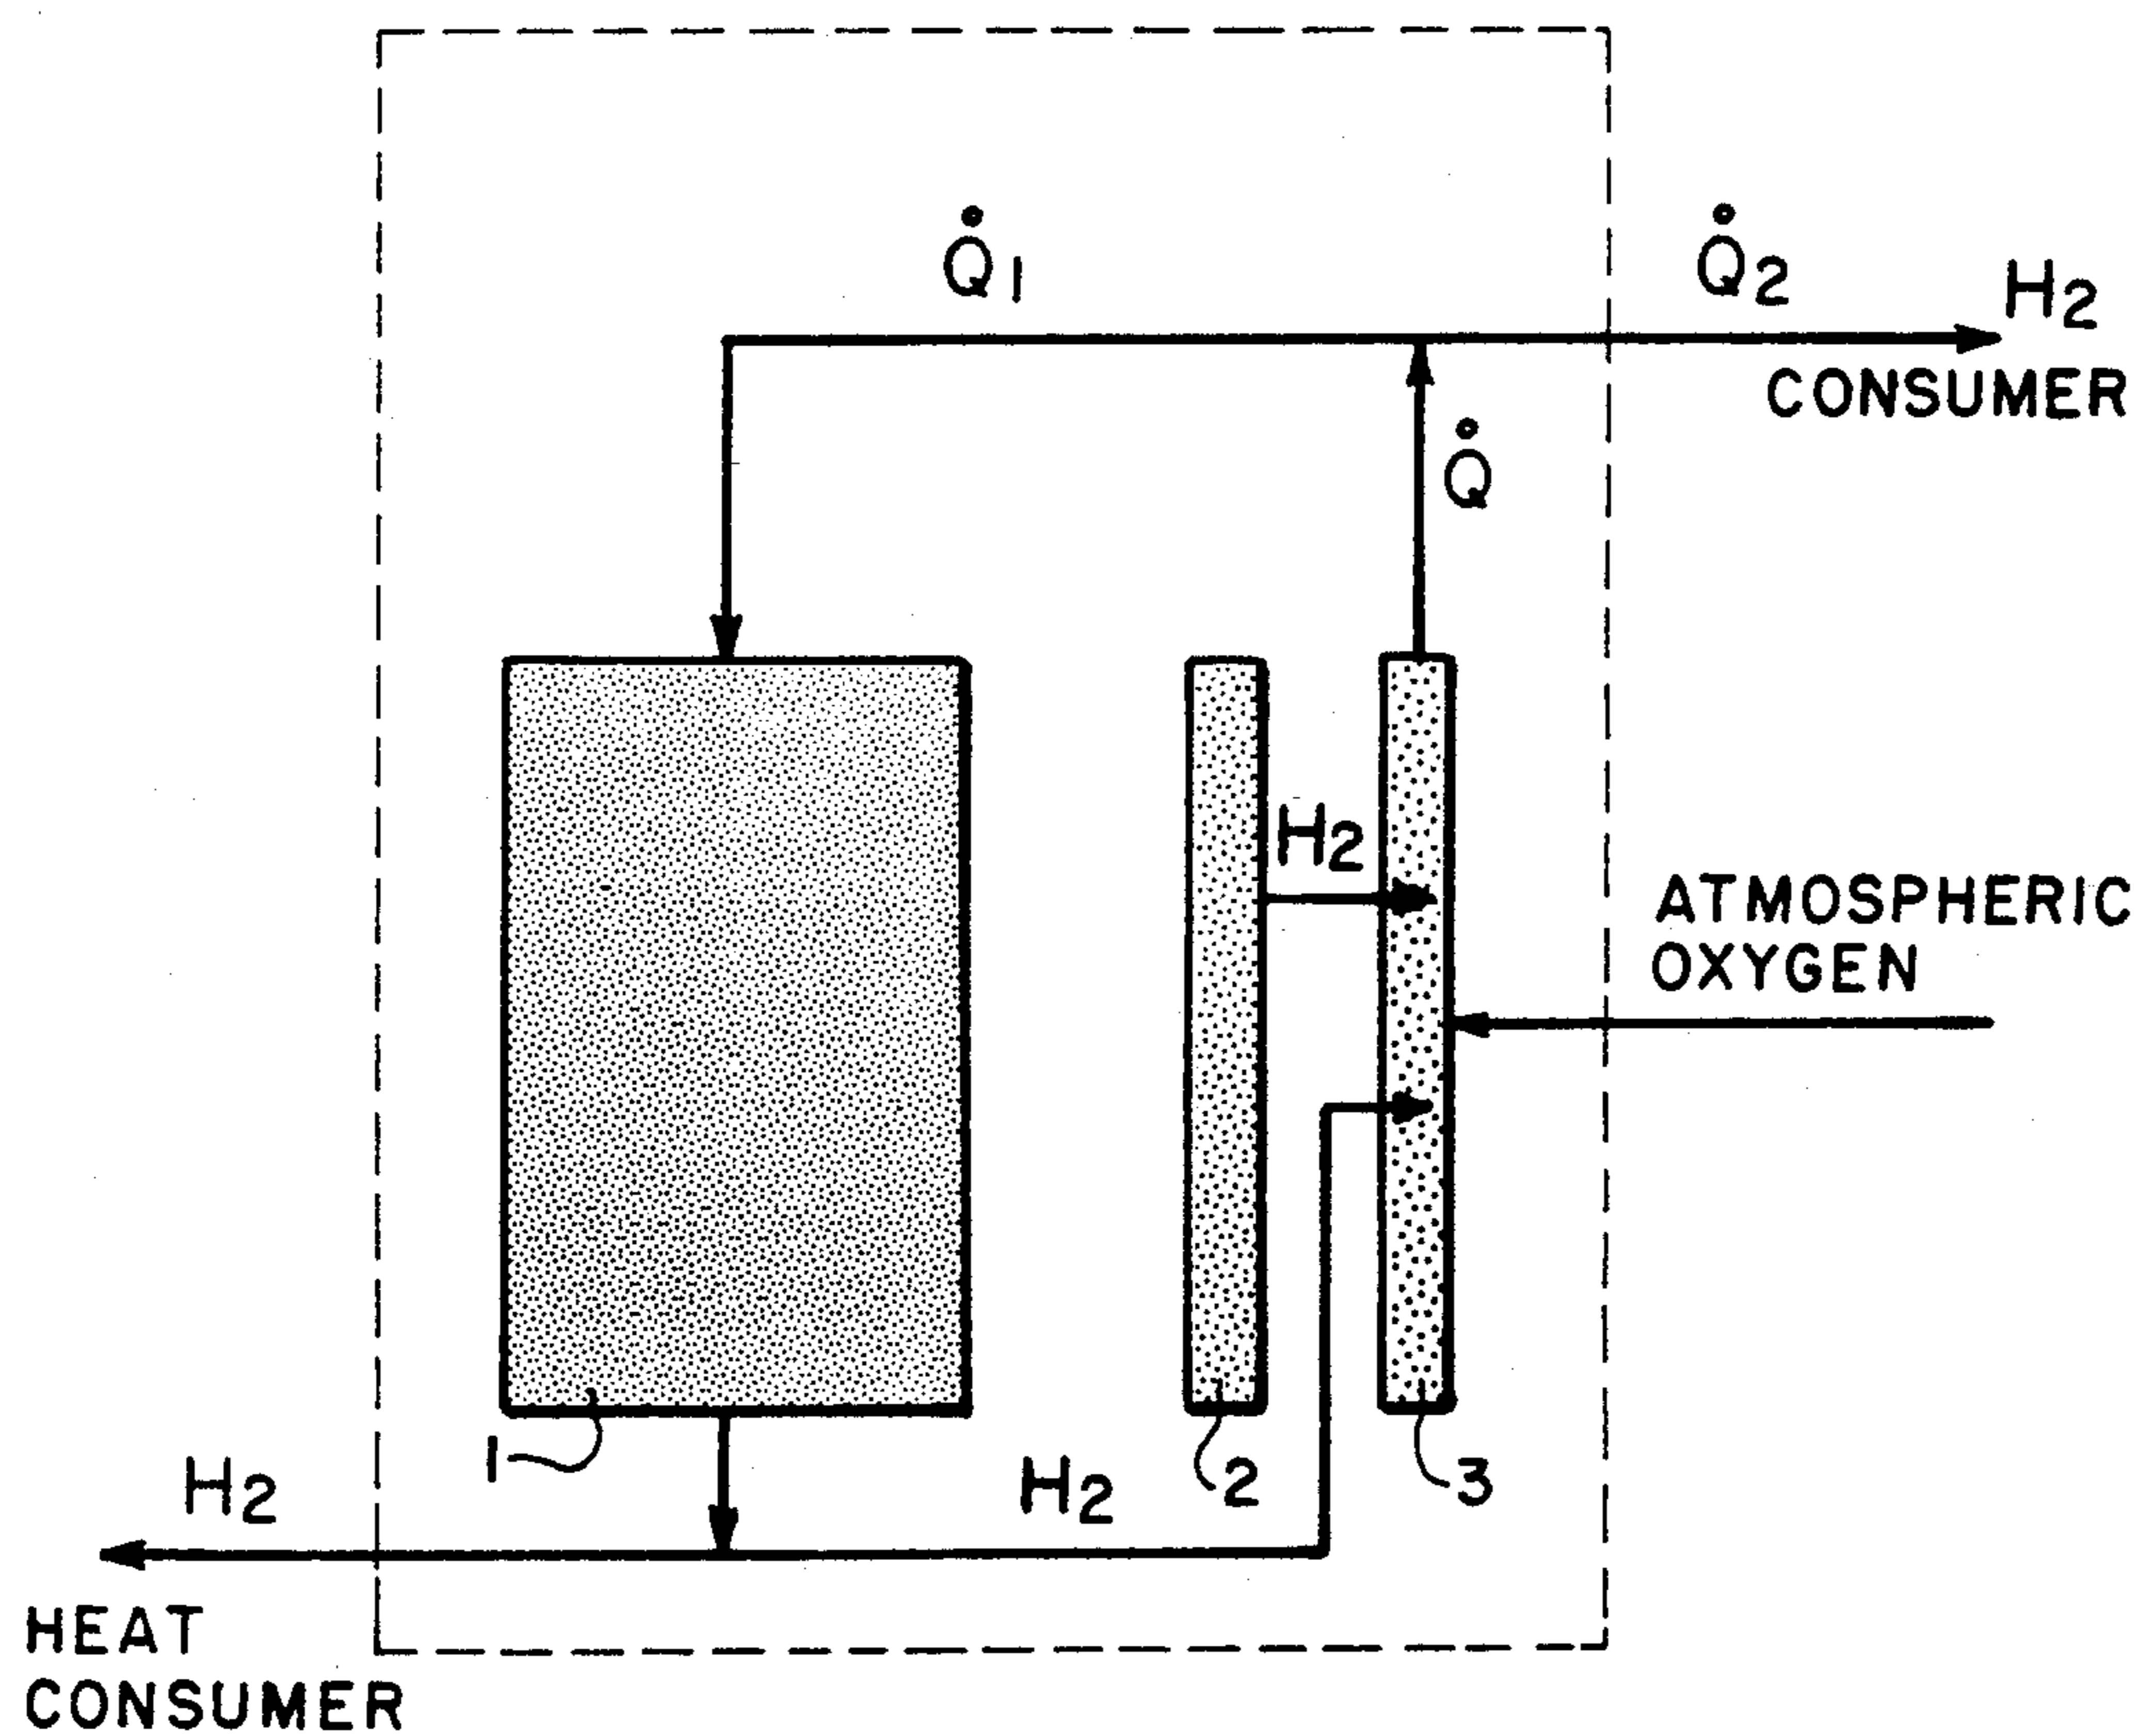 Q̊1
Q̊2
H2
CONSUMER
Q̊
H2
ATMOSPHERIC
OXYGEN
1
2
3
H2
H2
HEAT
CONSUMER